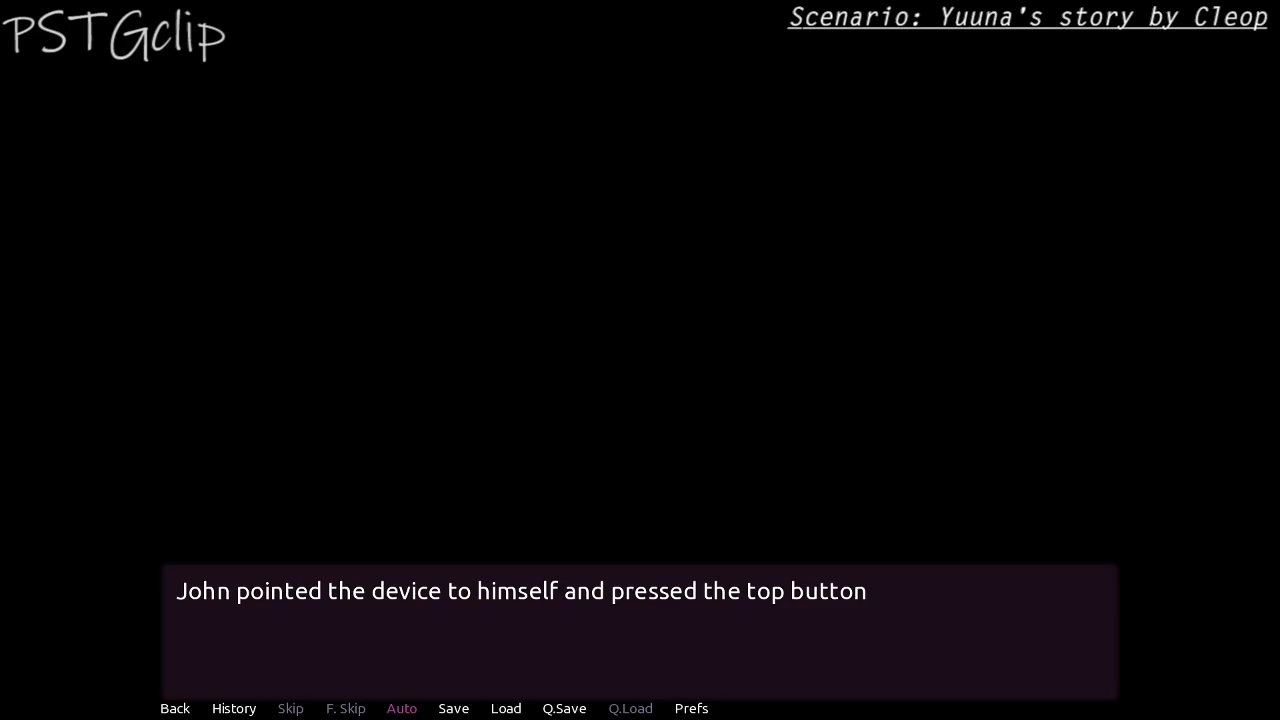 PSTGclip
Scenario: Yuuna's story by Cleop
John pointed the device to himself and pressed the top button
Back History Skip F. Skip Auto Save Load Q.Save Q.Load Prefs